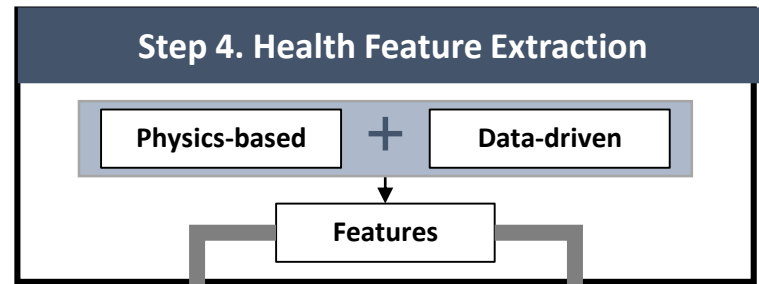 Step 4. Health Feature Extraction
Physics-based + Data-driven
Features